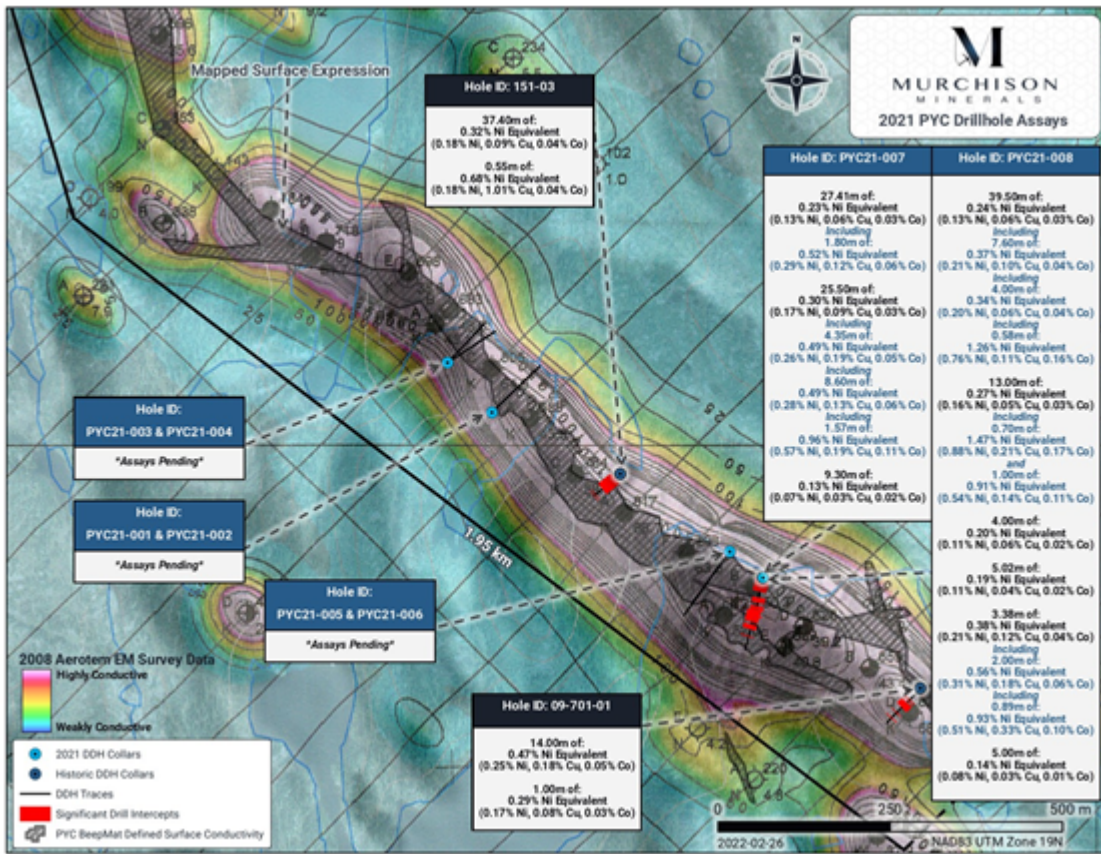 MURCHISON
MINERALS
2021 PYC Drillhole Assays
N
Mapped Surface Expression
Hole ID: 151-03
37.40m of:
0.32% Ni Equivalent
(0.18% Ni, 0.09% Cu, 0.04% Co)
0.55m of:
0.68% Ni Equivalent
(0.18% Ni, 1.01% Cu, 0.04% Co)
Hole ID: PYC21-007
27.41m of:
0.23% Ni Equivalent
(0.13% Ni, 0.06% Cu, 0.03% Co)
Including
1.80m of:
0.52% Ni Equivalent
(0.29% Ni, 0.12% Cu, 0.06% Co)
25.50m of:
0.30% Ni Equivalent
(0.17% Ni, 0.09% Cu, 0.03% Co)
Including
4.35m of:
0.49% Ni Equivalent
(0.26% Ni, 0.19% Cu, 0.05% Co)
Including
8.60m of:
0.49% Ni Equivalent
(0.28% Ni, 0.13% Cu, 0.06% Co)
Including
1.57m of:
0.96% Ni Equivalent
(0.57% Ni, 0.19% Cu, 0.11% Co)
9.30m of:
0.13% Ni Equivalent
(0.07% Ni, 0.03% Cu, 0.02% Co)
Hole ID: PYC21-008
39.50m of:
0.24% Ni Equivalent
(0.13% Ni, 0.06% Cu, 0.03% Co)
Including
7.60m of:
0.37% Ni Equivalent
(0.21% Ni, 0.10% Cu, 0.04% Co)
Including
4.00m of:
0.34% Ni Equivalent
(0.20% Ni, 0.06% Cu, 0.04% Co)
Including
0.58m of:
1.26% Ni Equivalent
(0.76% Ni, 0.11% Cu, 0.16% Co)
13.00m of:
0.27% Ni Equivalent
(0.16% Ni, 0.05% Cu, 0.03% Co)
Including
0.70m of:
1.47% Ni Equivalent
(0.88% Ni, 0.21% Cu, 0.17% Co)
and
1.00m of:
0.91% Ni Equivalent
(0.54% Ni, 0.14% Cu, 0.11% Co)
4.00m of:
0.20% Ni Equivalent
(0.11% Ni, 0.06% Cu, 0.02% Co)
5.02m of:
0.19% Ni Equivalent
(0.11% Ni, 0.04% Cu, 0.02% Co)
3.38m of:
0.38% Ni Equivalent
(0.21% Ni, 0.12% Cu, 0.04% Co)
Including
2.00m of:
0.56% Ni Equivalent
(0.31% Ni, 0.18% Cu, 0.06% Co)
Including
0.89m of:
0.93% Ni Equivalent
(0.51% Ni, 0.33% Cu, 0.10% Co)
5.00m of:
0.14% Ni Equivalent
(0.08% Ni, 0.03% Cu, 0.01% Co)
Hole ID:
PYC21-003 & PYC21-004
*Assays Pending*
Hole ID:
PYC21-001 & PYC21-002
*Assays Pending*
Hole ID:
PYC21-005 & PYC21-006
*Assays Pending*
1.95 km
Hole ID: 09-701-01
14.00m of:
0.47% Ni Equivalent
(0.25% Ni, 0.18% Cu, 0.05% Co)
1.00m of:
0.29% Ni Equivalent
(0.17% Ni, 0.08% Cu, 0.03% Co)
2008 Aerotem EM Survey Data
Highly Conductive
Weakly Conductive
2021 DDH Collars
Historic DDH Collars
DDH Traces
Significant Drill Intercepts
PYC BeepMat Defined Surface Conductivity
0 250 500 m
2022-02-26 NAD83 UTM Zone 19N